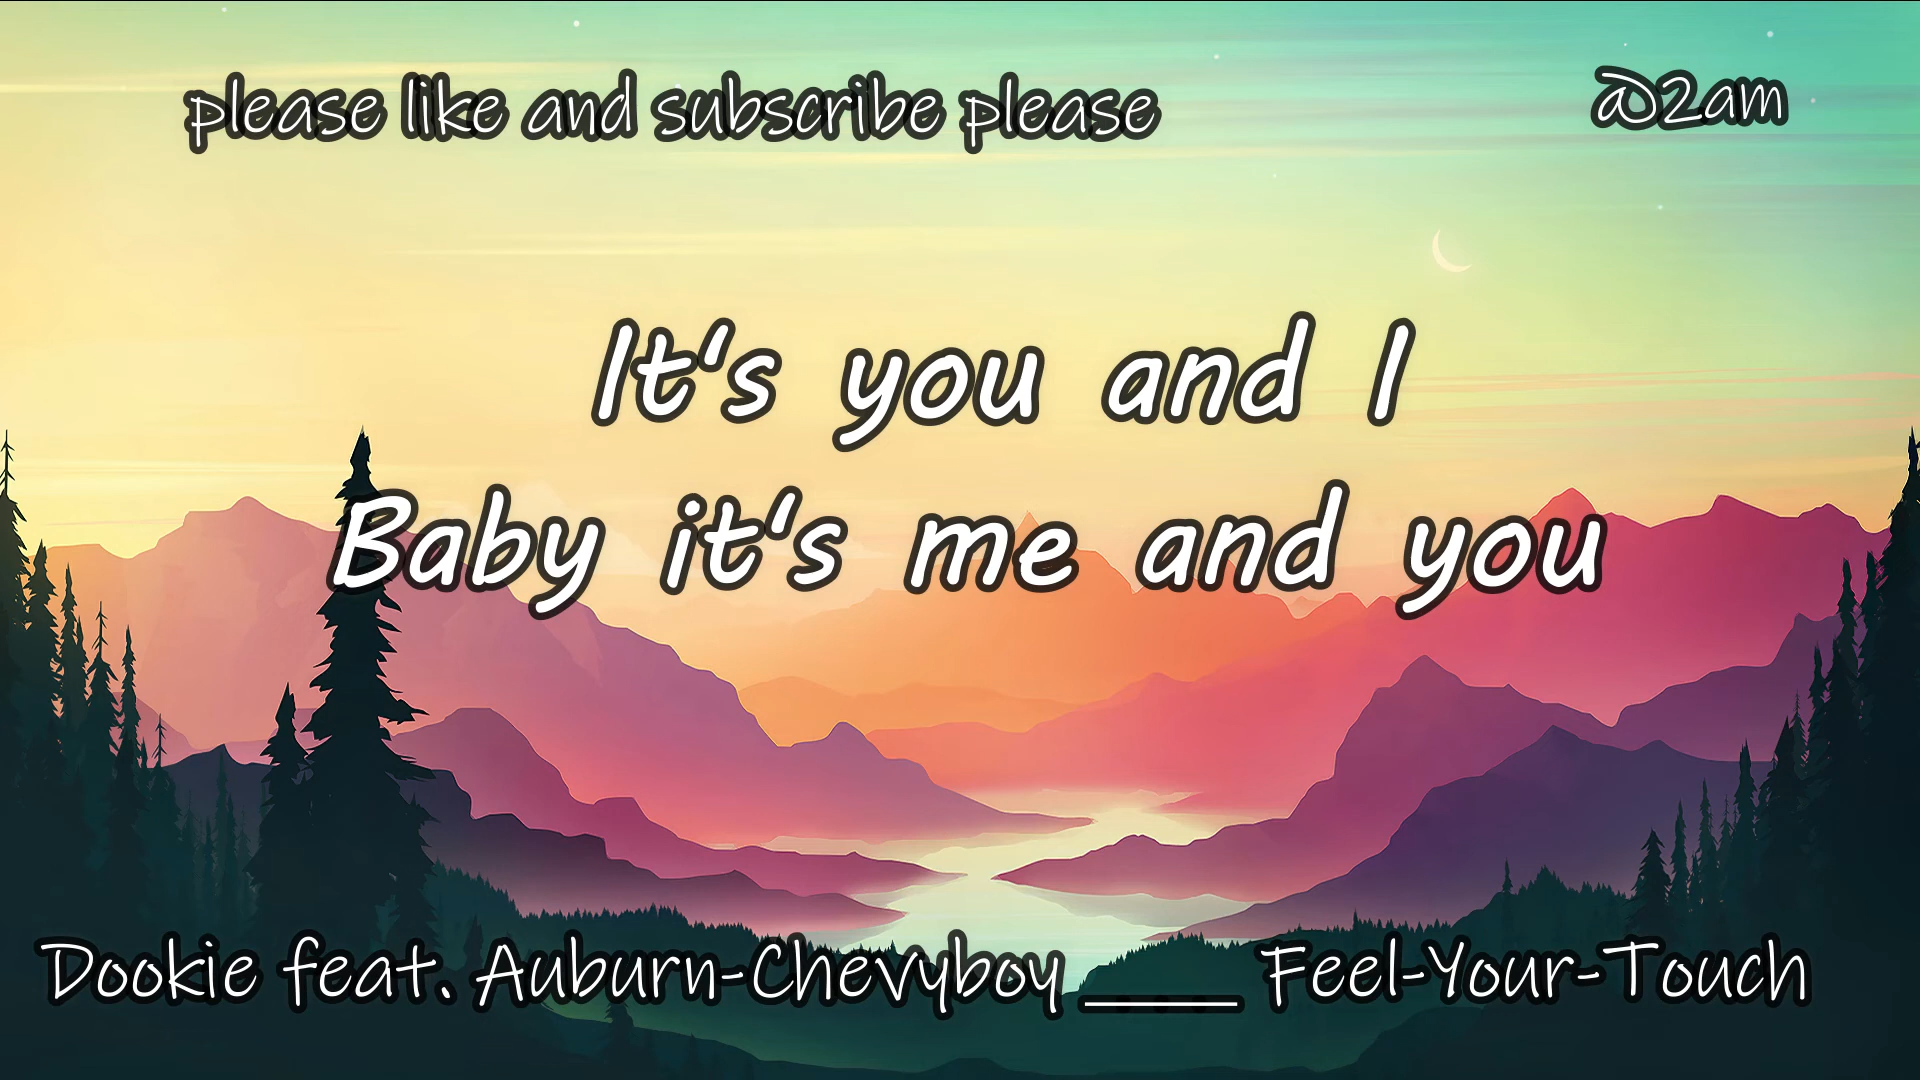 please like and subscribe please
@2am
It's you and I
Baby it's me and you
Dookie feat. Auburn-Chevyboy ___ Feel-Your-Touch